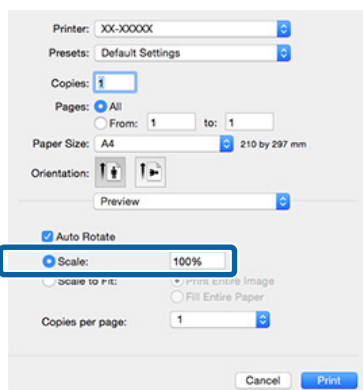 Printer: XX-XXXXX
Presets: Default Settings
Copies: 1
Pages: All
From: 1 to: 1
Paper Size: A4 210 by 297 mm
Orientation:
Preview
Auto Rotate
Scale: 100%
Scale to Fit: Print Entire Image
Fill Entire Paper
Copies per page: 1
Cancel Print